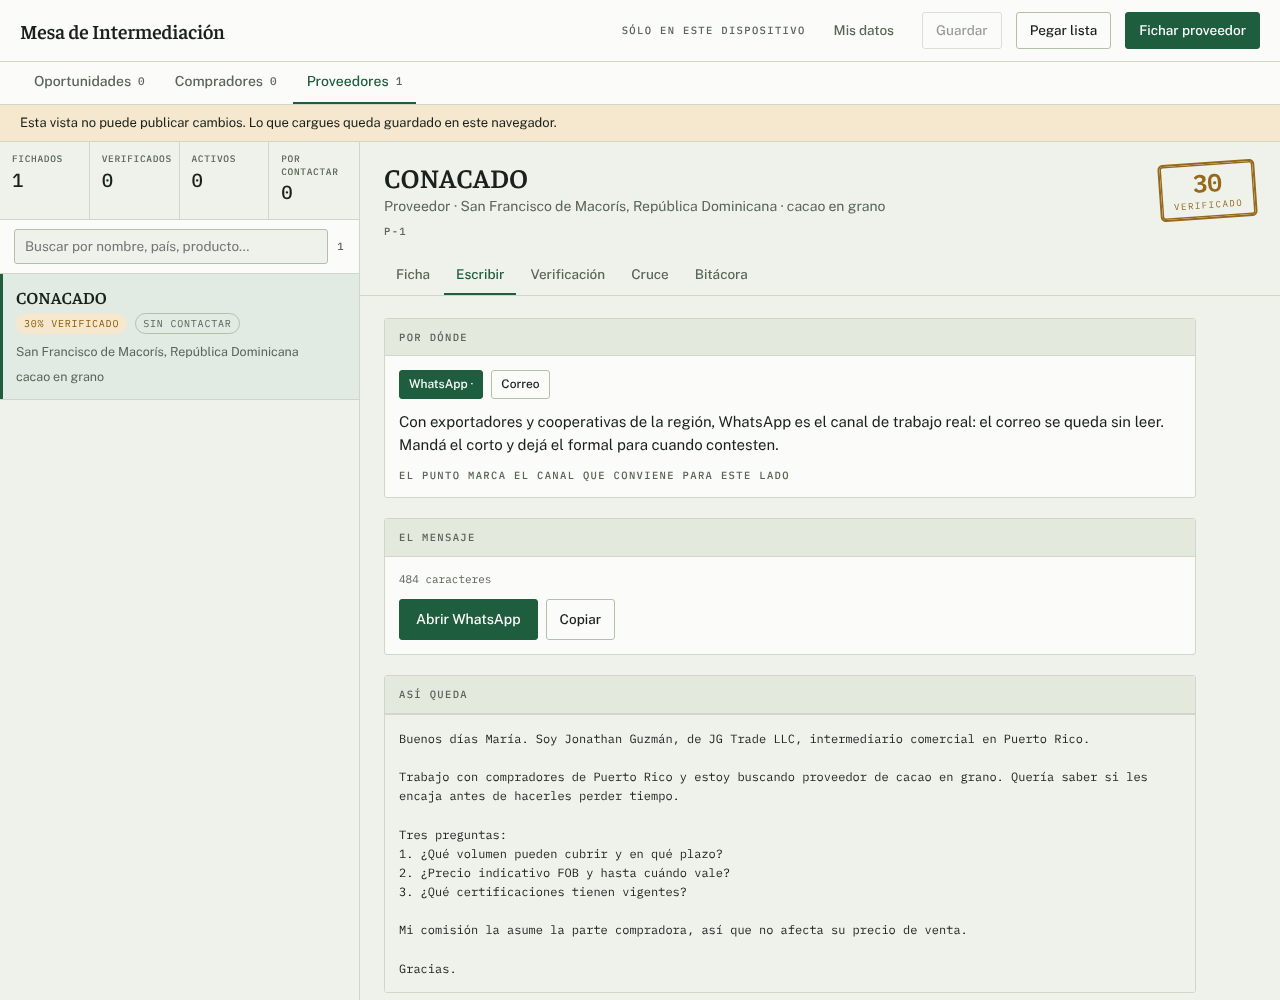 Mesa de Intermediación
SÓLO EN ESTE DISPOSITIVO
Mis datos
Guardar
Pegar lista
Fichar proveedor
Oportunidades 0
Compradores 0
Proveedores 1
Esta vista no puede publicar cambios. Lo que cargues queda guardado en este navegador.
FICHADOS
1
VERIFICADOS
0
ACTIVOS
0
POR
CONTACTAR
0
Buscar por nombre, país, producto...
1
CONACADO
30% VERIFICADO
SIN CONTACTAR
San Francisco de Macorís, República Dominicana
cacao en grano
CONACADO
Proveedor · San Francisco de Macorís, República Dominicana · cacao en grano
P-1
30
VERIFICADO
Ficha
Escribir
Verificación
Cruce
Bitácora
POR DÓNDE
WhatsApp ·
Correo
Con exportadores y cooperativas de la región, WhatsApp es el canal de trabajo real: el correo se queda sin leer.
Mandá el corto y dejá el formal para cuando contesten.
EL PUNTO MARCA EL CANAL QUE CONVIENE PARA ESTE LADO
EL MENSAJE
484 caracteres
Abrir WhatsApp
Copiar
ASÍ QUEDA
Buenos días María. Soy Jonathan Guzmán, de JG Trade LLC, intermediario comercial en Puerto Rico.
Trabajo con compradores de Puerto Rico y estoy buscando proveedor de cacao en grano. Quería saber si les
encaja antes de hacerles perder tiempo.
Tres preguntas:
1. ¿Qué volumen pueden cubrir y en qué plazo?
2. ¿Precio indicativo FOB y hasta cuándo vale?
3. ¿Qué certificaciones tienen vigentes?
Mi comisión la asume la parte compradora, así que no afecta su precio de venta.
Gracias.